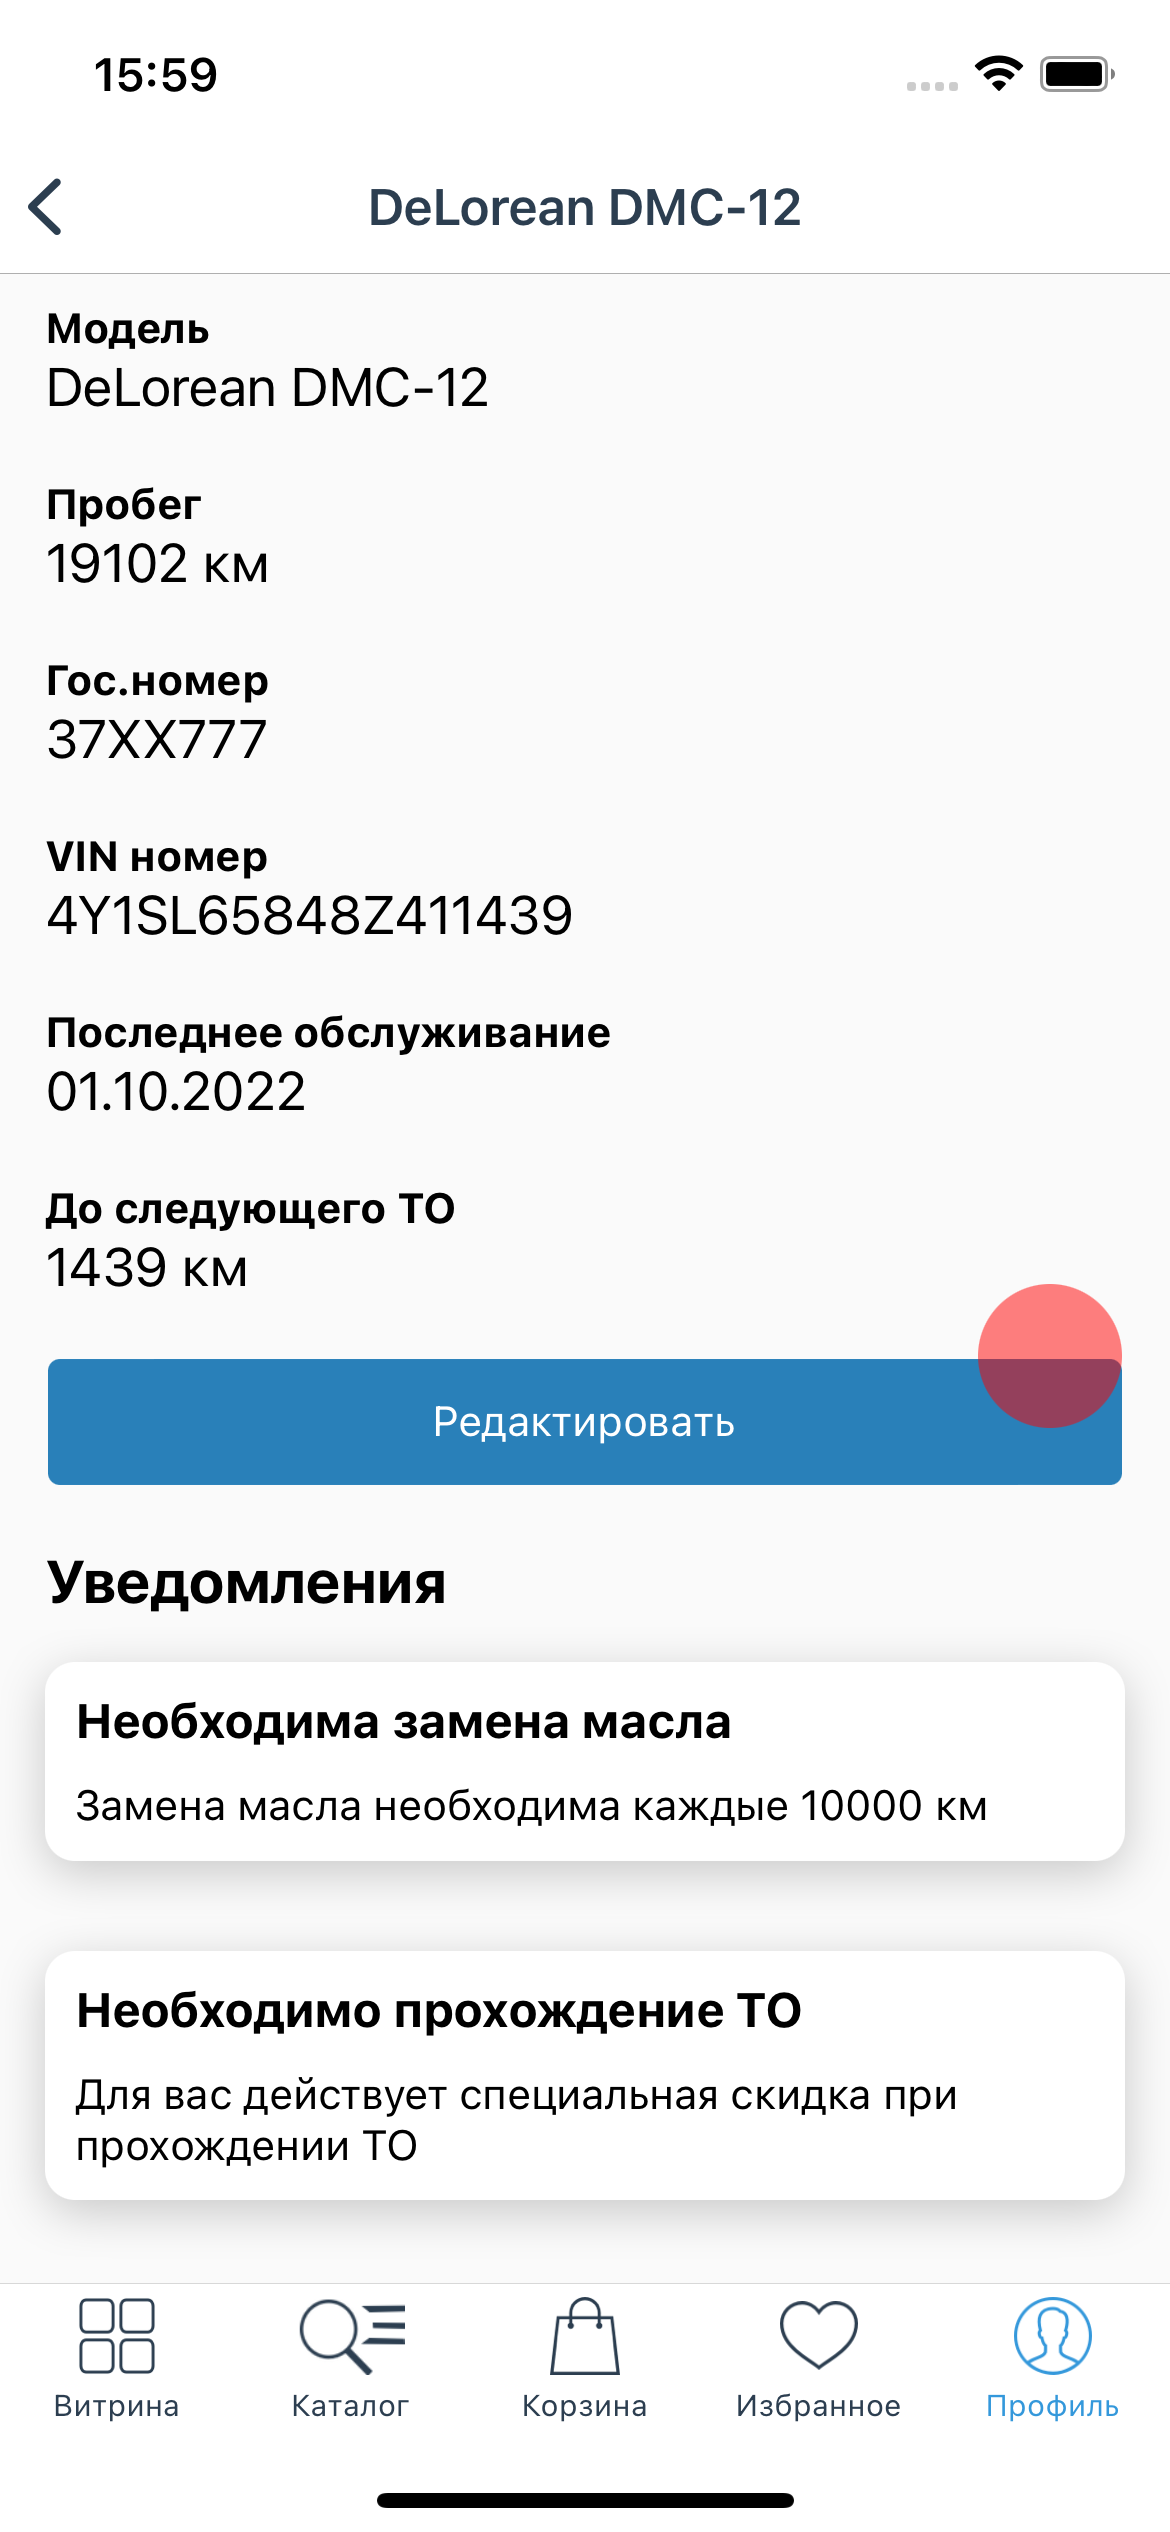 15:59
DeLorean DMC-12
Модель
DeLorean DMC-12
Пробег
19102 км
Гос.номер
37XX777
VIN номер
4Y1SL65848Z411439
Последнее обслуживание
01.10.2022
До следующего ТО
1439 км
Редактировать
Уведомления
Необходима замена масла
Замена масла необходима каждые 10000 км
Необходимо прохождение ТО
Для вас действует специальная скидка при
прохождении ТО
Витрина
Каталог
Корзина
Избранное
Профиль